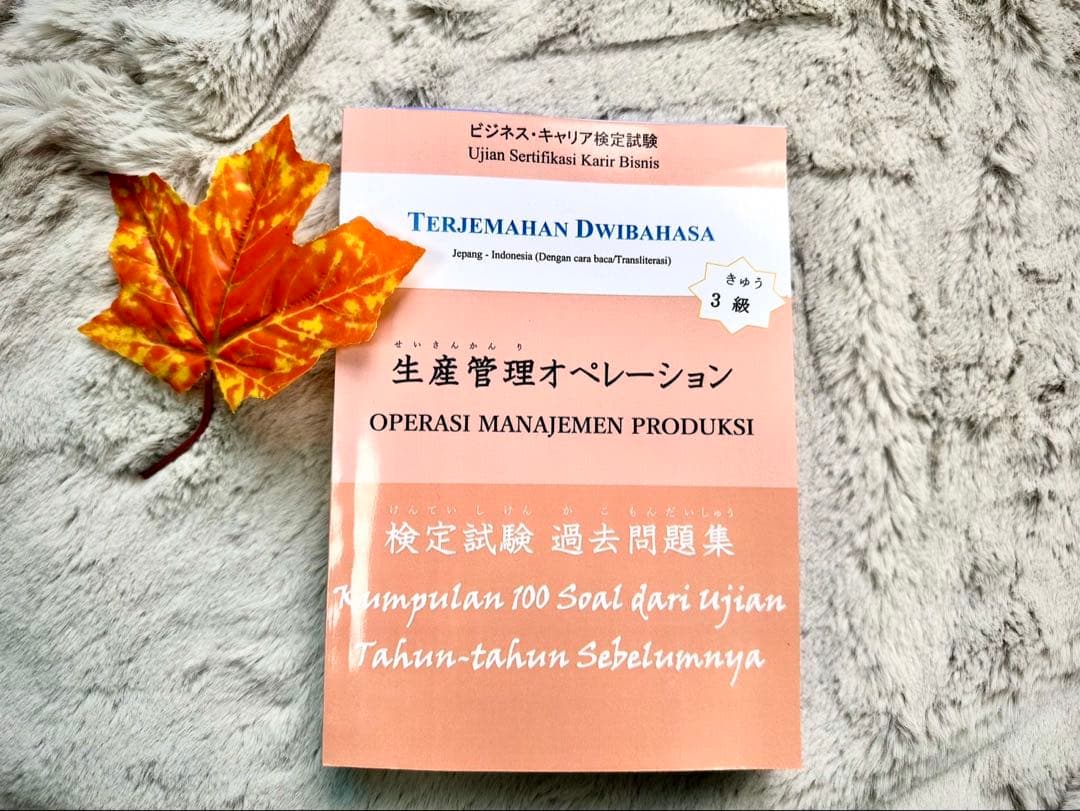 ビジネス・キャリア検定試験
Ujian Sertifikasi Karir Bisnis
TERJEMAHAN DWIBAHASA
Jepang - Indonesia (Dengan cara baca/Transliterasi)
きゅう
3 級
せいさんかんり
生産管理オペレーション
OPERASI MANAJEMEN PRODUKSI
けんていしけん かこもんだいしゅう
検定試験 過去問題集
Kumpulan 100 Soal dari Ujian
Tahun-tahun Sebelumnya